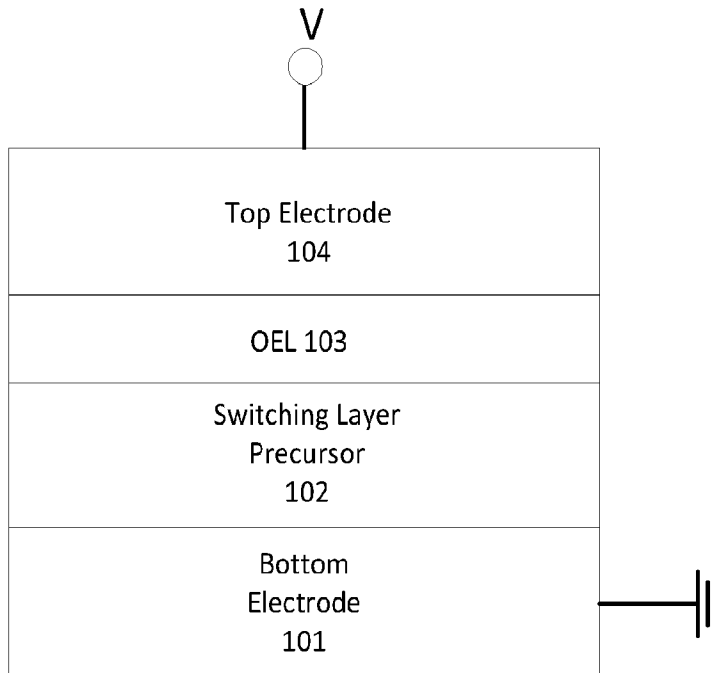 V
Top Electrode
104
OEL 103
Switching Layer
Precursor
102
Bottom
Electrode
101